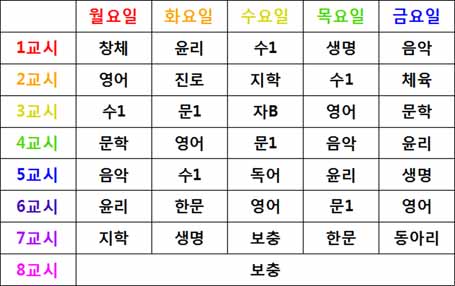 월요일 화요일 수요일 목요일 금요일
1교시 창체 윤리 수1 생명 음악
2교시 영어 진로 지학 수1 체육
3교시 수1 문1 자B 영어 문학
4교시 문학 영어 문1 음악 윤리
5교시 음악 수1 독어 윤리 생명
6교시 윤리 한문 영어 문1 영어
7교시 지학 생명 보충 한문 동아리
8교시 보충